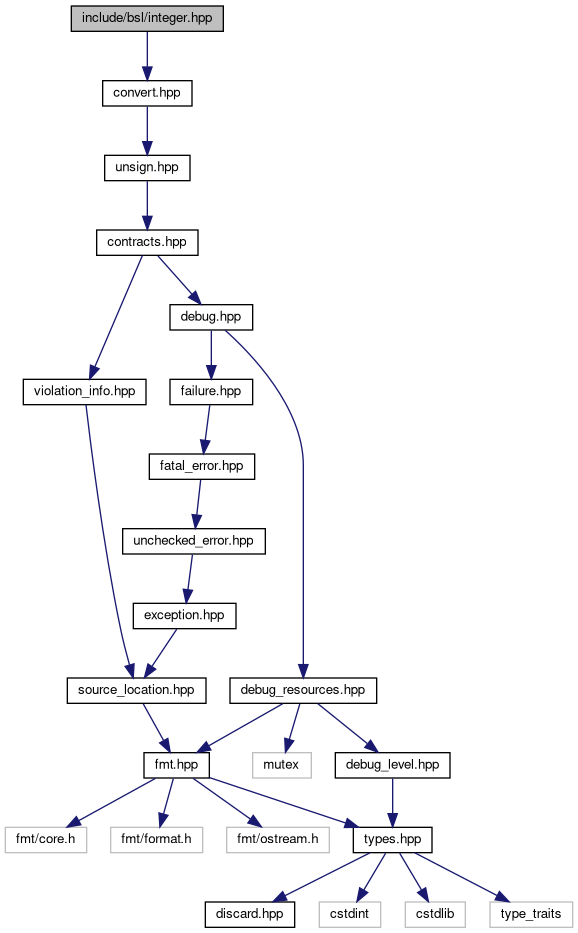 include/bsl/integer.hpp
convert.hpp
unsign.hpp
contracts.hpp
debug.hpp
violation_info.hpp
failure.hpp
fatal_error.hpp
unchecked_error.hpp
exception.hpp
source_location.hpp
debug_resources.hpp
fmt.hpp
mutex
debug_level.hpp
fmt/core.h
fmt/format.h
fmt/ostream.h
types.hpp
discard.hpp
cstdint
cstdlib
type_traits